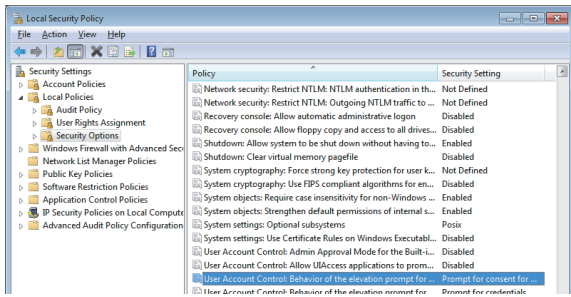 Local Security Policy
File Action View Help
Security Settings
Account Policies
Local Policies
Audit Policy
User Rights Assignment
Security Options
Windows Firewall with Advanced Secu
Network List Manager Policies
Public Key Policies
Software Restriction Policies
Application Control Policies
IP Security Policies on Local Compute
Advanced Audit Policy Configuration
Policy Security Setting
Network security: Restrict NTLM: NTLM authentication in th... Not Defined
Network security: Restrict NTLM: Outgoing NTLM traffic to ... Not Defined
Recovery console: Allow automatic administrative logon Disabled
Recovery console: Allow floppy copy and access to all drives... Disabled
Shutdown: Allow system to be shut down without having to... Enabled
Shutdown: Clear virtual memory pagefile Disabled
System cryptography: Force strong key protection for user k... Not Defined
System cryptography: Use FIPS compliant algorithms for en... Disabled
System objects: Require case insensitivity for non-Windows ... Enabled
System objects: Strengthen default permissions of internal s... Enabled
System settings: Optional subsystems Posix
System settings: Use Certificate Rules on Windows Executabl... Disabled
User Account Control: Admin Approval Mode for the Built-i... Disabled
User Account Control: Allow UIAccess applications to prom... Disabled
User Account Control: Behavior of the elevation prompt for ... Prompt for consent for ...
User Account Control: Behavior of the elevation prompt for ... Prompt for credentials